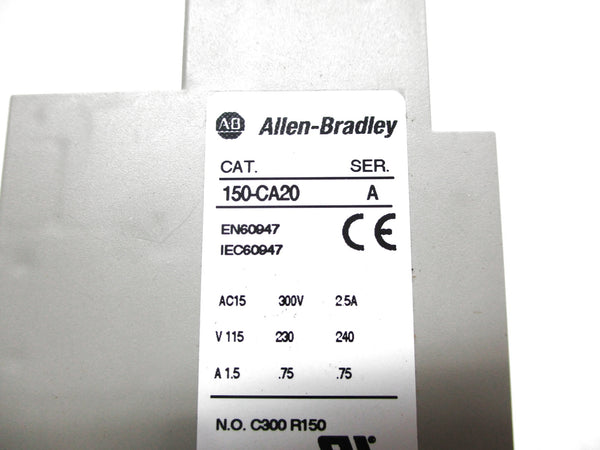 AB Allen-Bradley
CAT. SER.
150-CA20 A
EN60947 CE
IEC60947
AC15 300V 2.5A
V 115 230 240
A 1.5 .75 .75
N.O. C300 R150